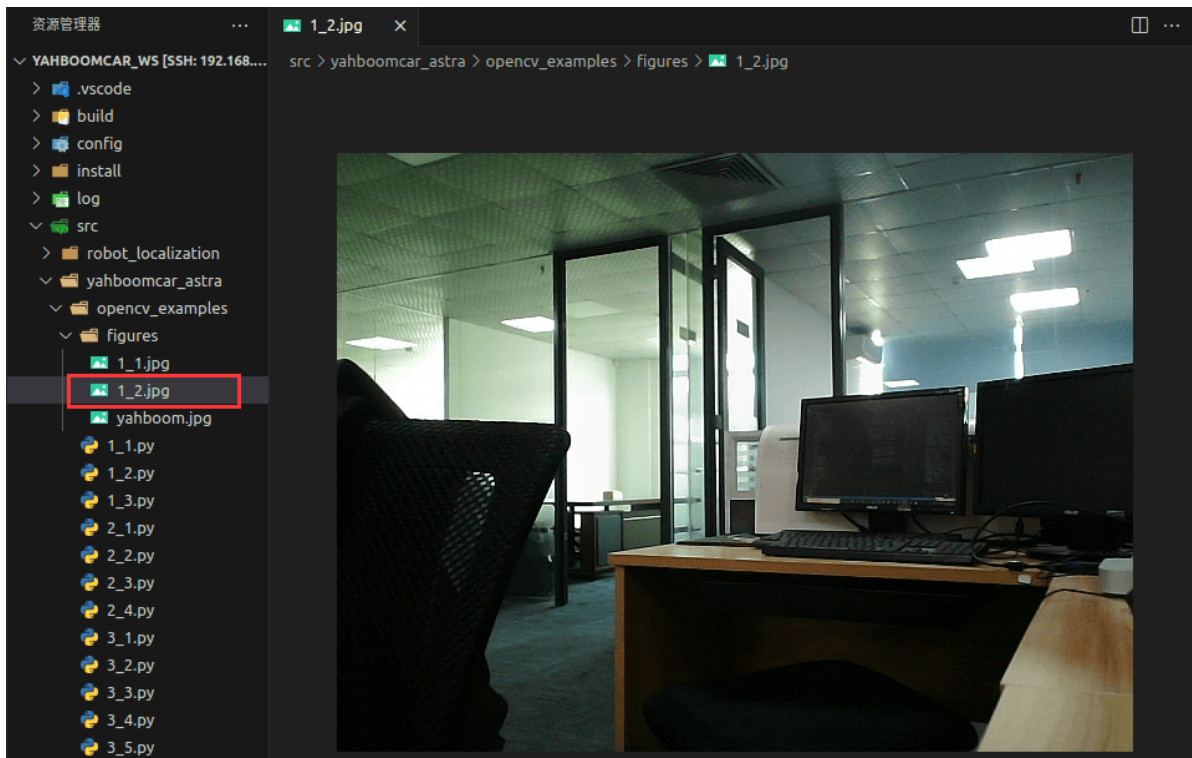 资源管理器
···
1_2.jpg
YAHBOOMCAR_WS [SSH: 192.168....
src > yahboomcar_astra > opencv_examples > figures > 1_2.jpg
.vscode
build
config
install
log
src
robot_localization
yahboomcar_astra
opencv_examples
figures
1_1.jpg
1_2.jpg
yahboom.jpg
1_1.py
1_2.py
1_3.py
2_1.py
2_2.py
2_3.py
2_4.py
3_1.py
3_2.py
3_3.py
3_4.py
3_5.py